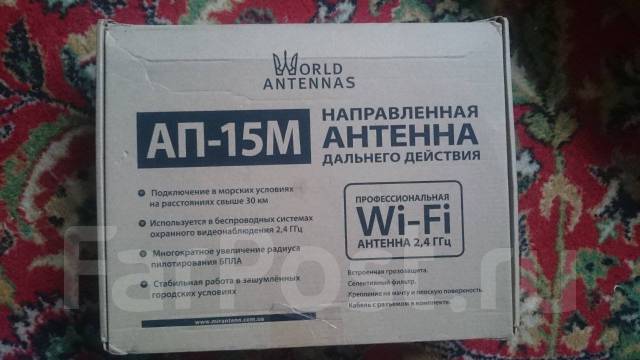 WORLD
ANTENNAS
АП-15М
НАПРАВЛЕННАЯ
АНТЕННА
ДАЛЬНЕГО ДЕЙСТВИЯ
Подключение в морских условиях
на расстояниях свыше 30 км
Используется в беспроводных системах
охранного видеонаблюдения 2,4 ГГц
Многократное увеличение радиуса
пилотирования БПЛА
Стабильная работа в зашумлённых
городских условиях
www.mirantenn.com.ua
ПРОФЕССИОНАЛЬНАЯ
Wi-Fi
АНТЕННА 2,4 ГГц
Встроенная грозозащита.
Селективный фильтр.
Крепление на мачту и плоскую поверхность.
Кабель с разъемом в комплекте.
FarPost.ru